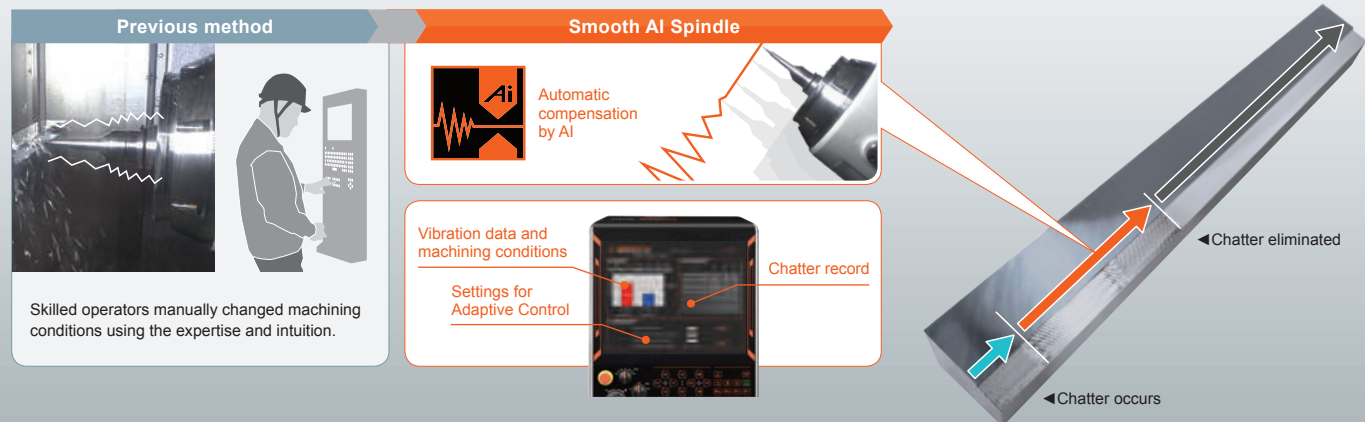 Previous method
Smooth AI Spindle
Ai
Automatic
compensation
by AI
Skilled operators manually changed machining
conditions using the expertise and intuition.
Vibration data and
machining conditions
Settings for
Adaptive Control
Chatter record
◄Chatter eliminated
◄Chatter occurs